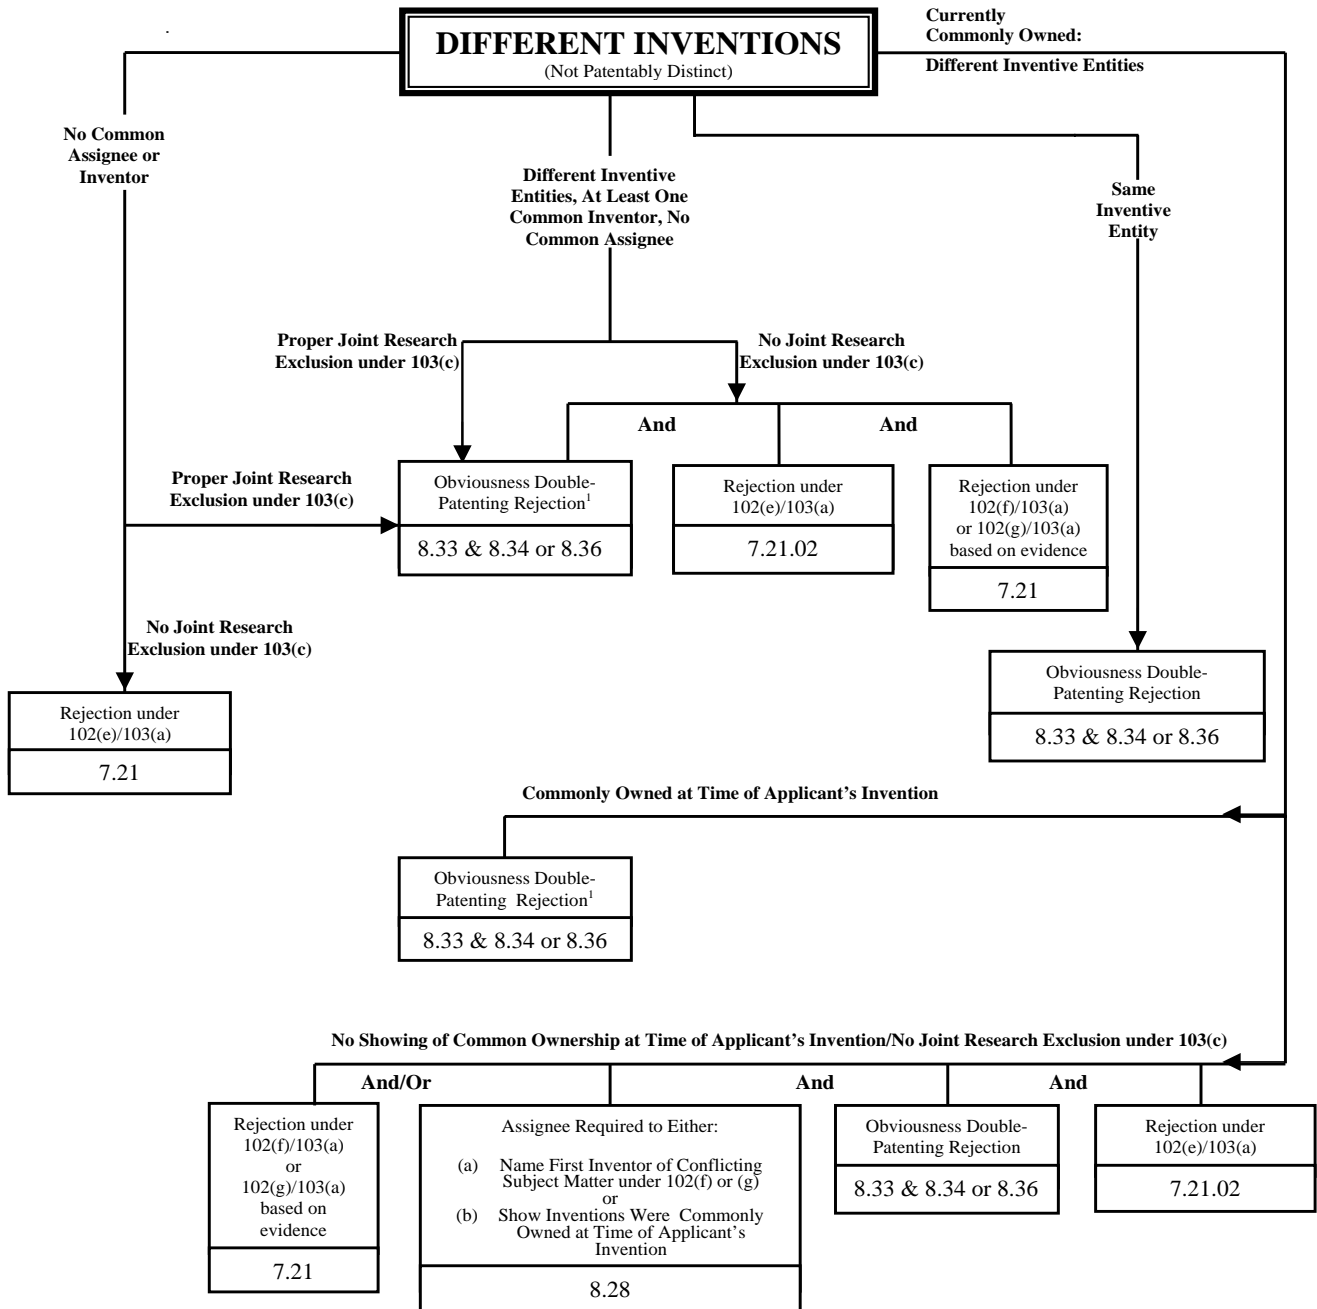 Currently
Commonly Owned:
Different Inventive Entities
DIFFERENT INVENTIONS
(Not Patentably Distinct)
No Common
Assignee or
Inventor
Different Inventive
Entities, At Least One
Common Inventor, No
Common Assignee
Same
Inventive
Entity
Proper Joint Research
Exclusion under 103(c)
No Joint Research
Exclusion under 103(c)
And
And
Proper Joint Research
Exclusion under 103(c)
Obviousness Double-
Patenting Rejection¹
8.33 & 8.34 or 8.36
Rejection under
102(e)/103(a)
7.21.02
Rejection under
102(f)/103(a)
or 102(g)/103(a)
based on evidence
7.21
No Joint Research
Exclusion under 103(c)
Rejection under
102(e)/103(a)
7.21
Obviousness Double-
Patenting Rejection
8.33 & 8.34 or 8.36
Commonly Owned at Time of Applicant’s Invention
Obviousness Double-
Patenting Rejection¹
8.33 & 8.34 or 8.36
No Showing of Common Ownership at Time of Applicant’s Invention/No Joint Research Exclusion under 103(c)
And/Or
And
And
Rejection under
102(f)/103(a)
or
102(g)/103(a)
based on
evidence
7.21
Assignee Required to Either:
(a) Name First Inventor of Conflicting
Subject Matter under 102(f) or (g)
or
(b) Show Inventions Were Commonly
Owned at Time of Applicant’s
Invention
8.28
Obviousness Double-
Patenting Rejection
8.33 & 8.34 or 8.36
Rejection under
102(e)/103(a)
7.21.02